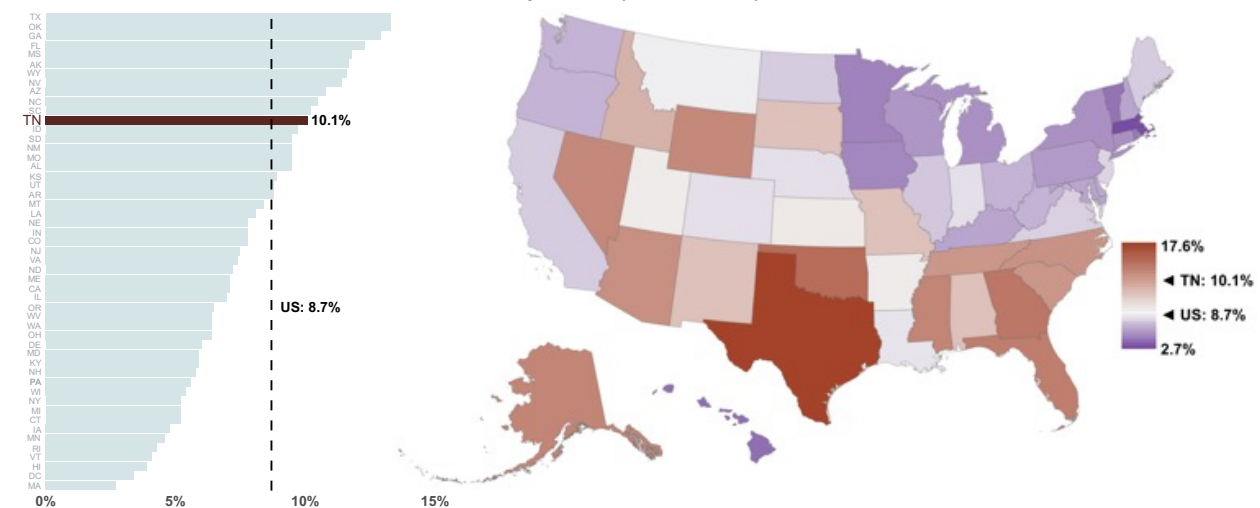 TX
OK
GA
FL
MS
AK
WY
NV
AZ
NC
SC
TN 10.1%
ID
SD
NM
MO
AL
KS
UT
AR
MT
LA
NE
IN
CO
NJ
VA
ND
ME
CA
IL
OR
WV
WA
OH
DE
MD
KY
NH
PA
WI
NY
MI
CT
IA
MN
RI
VT
HI
DC
MA
US: 8.7%
0% 5% 10% 15%
17.6%
◄ TN: 10.1%
◄ US: 8.7%
2.7%